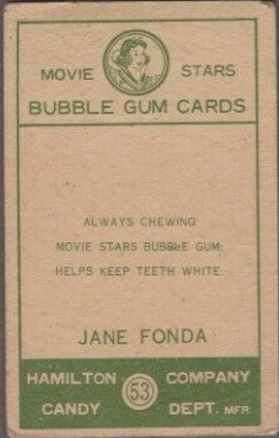 MOVIE STARS
BUBBLE GUM CARDS
ALWAYS CHEWING
MOVIE STARS BUBBLE GUM
HELPS KEEP TEETH WHITE.
JANE FONDA
HAMILTON 53 COMPANY
CANDY DEPT. MFR.